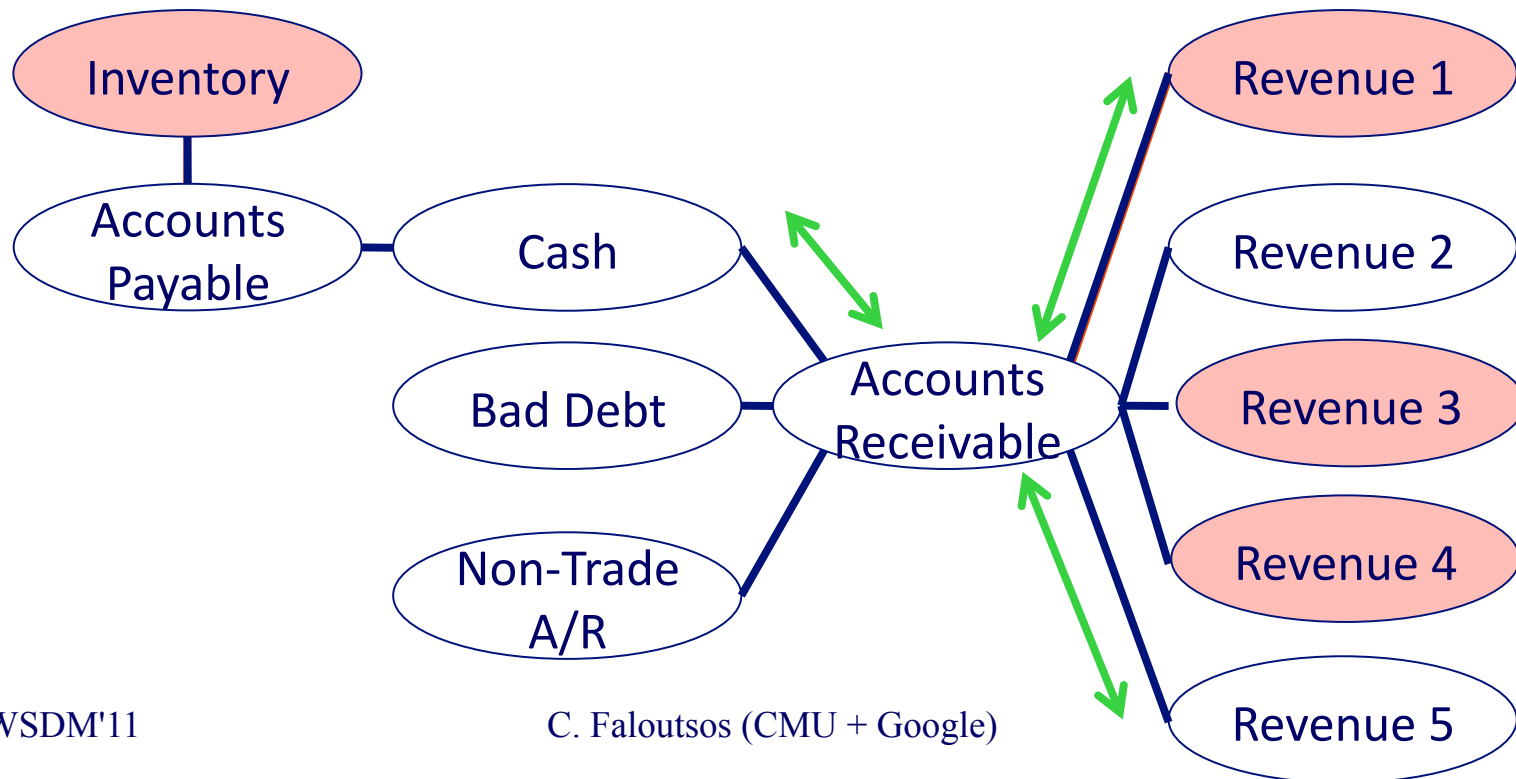 Inventory
Accounts
Payable
Cash
Bad Debt
Non-Trade
A/R
Accounts
Receivable
Revenue 1
Revenue 2
Revenue 3
Revenue 4
Revenue 5
WSDM'11
C. Faloutsos (CMU + Google)